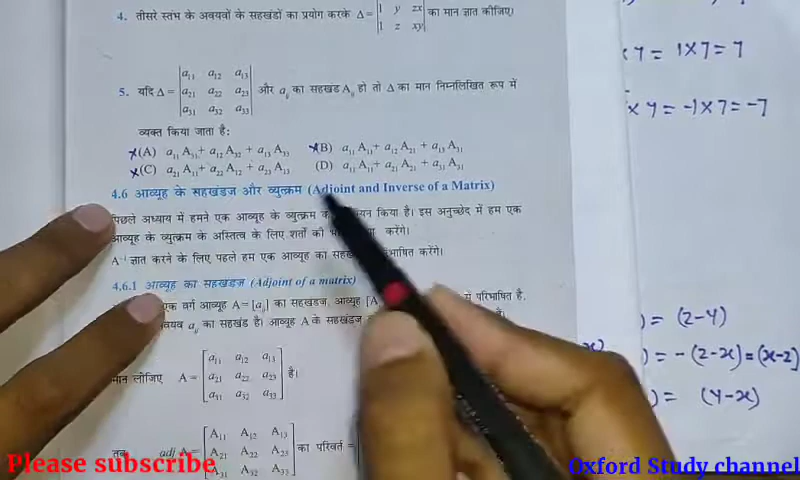 4. तीसरे स्तंभ के अवयवों के सहखंडों का प्रयोग करके Δ = |1 y zx| का मान ज्ञात कीजिए।
|1 z xy|
5. यदि Δ = |a₁₁ a₁₂ a₁₃| और aᵢⱼ का सहखंड Aᵢⱼ हो तो Δ का मान निम्नलिखित रूप में
|a₂₁ a₂₂ a₂₃|
|a₃₁ a₃₂ a₃₃|
व्यक्त किया जाता है:
(A) a₁₁ A₃₁+ a₁₂ A₃₂ + a₁₃ A₃₃ (B) a₁₁ A₁₁+ a₁₂ A₂₁ + a₁₃ A₃₁
(C) a₂₁ A₁₁+ a₂₂ A₁₂ + a₂₃ A₁₃ (D) a₁₁ A₁₁+ a₂₁ A₂₁ + a₃₁ A₃₁
4.6 आव्यूह के सहखंडज और व्युत्क्रम (Adjoint and Inverse of a Matrix)
पिछले अध्याय में हमने एक आव्यूह के व्युत्क्रम किया है। इस अनुच्छेद में हम एक
आव्यूह के व्युत्क्रम के अस्तित्व के लिए शर्तों की करेंगे।
A⁻¹ ज्ञात करने के लिए पहले हम एक आव्यूह का करेंगे।
4.6.1 आव्यूह का सहखंडज (Adjoint of a matrix)
एक वर्ग आव्यूह A = [aᵢⱼ] का सहखंडज, आव्यूह [A में परिभाषित है,
aᵢⱼ का सहखंड है। आव्यूह A के सहखंडज है।
मान लीजिए A = [a₁₁ a₁₂ a₁₃] है।
[a₂₁ a₂₂ a₂₃]
[a₃₁ a₃₂ a₃₃]
तब adj A = [A₁₁ A₁₂ A₁₃] का परिवर्त =
[A₂₁ A₂₂ A₂₃]
A₃₁ A₃₂ A₃₃]
y = 1×7 = 7
×y = -1×7 = -7
) = (2-y)
) = -(2-x) = (x-2)
) = (y-x)
Please subscribe
Oxford Study channel